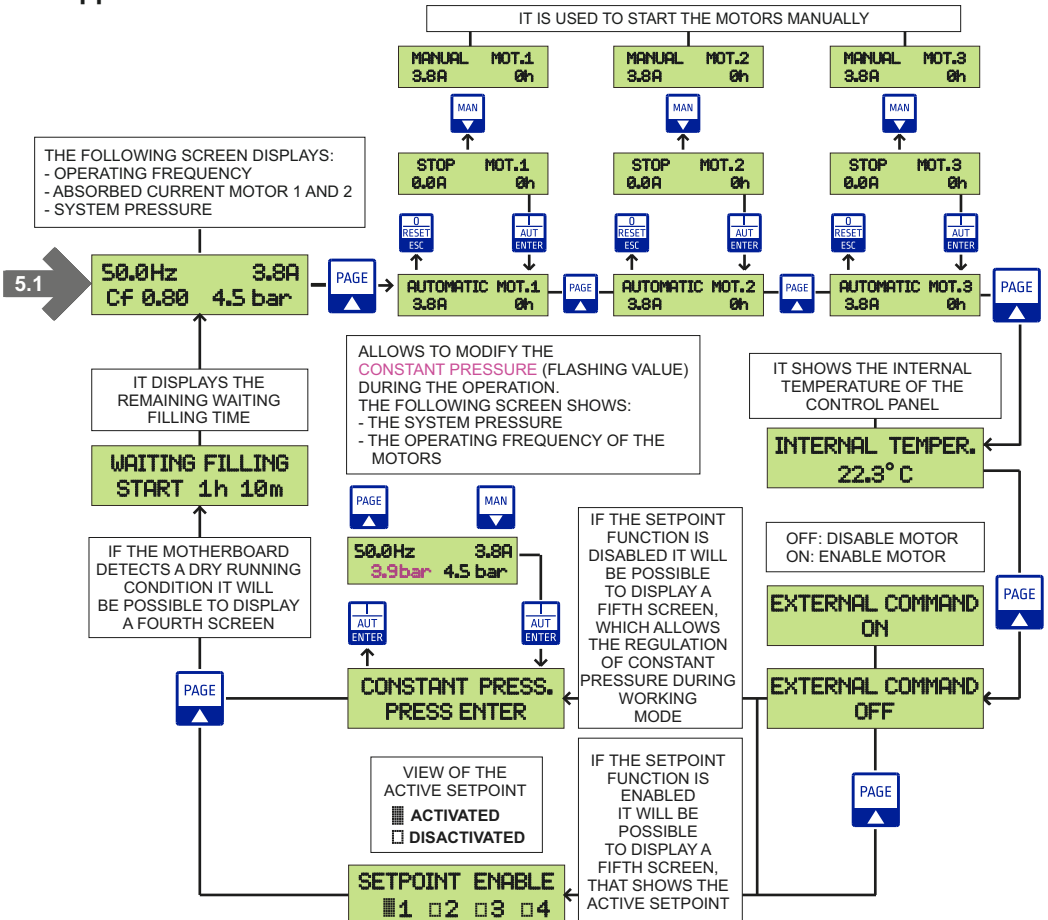 IT IS USED TO START THE MOTORS MANUALLY
MANUAL MOT.1
3.8A 0h
MANUAL MOT.2
3.8A 0h
MANUAL MOT.3
3.8A 0h
MAN
MAN
MAN
THE FOLLOWING SCREEN DISPLAYS:
- OPERATING FREQUENCY
- ABSORBED CURRENT MOTOR 1 AND 2
- SYSTEM PRESSURE
STOP MOT.1
0.0A 0h
STOP MOT.2
0.0A 0h
STOP MOT.3
0.0A 0h
0
RESET
ESC
I
AUT
ENTER
0
RESET
ESC
I
AUT
ENTER
0
RESET
ESC
I
AUT
ENTER
5.1
50.0Hz 3.8A
Cf 0.80 4.5 bar
PAGE
AUTOMATIC MOT.1
3.8A 0h
PAGE
AUTOMATIC MOT.2
3.8A 0h
PAGE
AUTOMATIC MOT.3
3.8A 0h
PAGE
IT DISPLAYS THE
REMAINING WAITING
FILLING TIME
ALLOWS TO MODIFY THE
CONSTANT PRESSURE (FLASHING VALUE)
DURING THE OPERATION.
THE FOLLOWING SCREEN SHOWS:
- THE SYSTEM PRESSURE
- THE OPERATING FREQUENCY OF THE
MOTORS
IT SHOWS THE INTERNAL
TEMPERATURE OF THE
CONTROL PANEL
INTERNAL TEMPER.
22.3°C
WAITING FILLING
START 1h 10m
PAGE
MAN
50.0Hz 3.8A
3.9bar 4.5 bar
IF THE MOTHERBOARD
DETECTS A DRY RUNNING
CONDITION IT WILL
BE POSSIBLE TO DISPLAY
A FOURTH SCREEN
IF THE SETPOINT
FUNCTION IS
DISABLED IT WILL
BE POSSIBLE
TO DISPLAY A
FIFTH SCREEN,
WHICH ALLOWS
THE REGULATION
OF CONSTANT
PRESSURE DURING
WORKING
MODE
OFF: DISABLE MOTOR
ON: ENABLE MOTOR
PAGE
EXTERNAL COMMAND
ON
I
AUT
ENTER
I
AUT
ENTER
PAGE
CONSTANT PRESS.
PRESS ENTER
EXTERNAL COMMAND
OFF
VIEW OF THE
ACTIVE SETPOINT
ACTIVATED
DISACTIVATED
IF THE SETPOINT
FUNCTION IS
ENABLED
IT WILL BE
POSSIBLE
TO DISPLAY A
FIFTH SCREEN,
THAT SHOWS THE
ACTIVE SETPOINT
PAGE
SETPOINT ENABLE
1 2 3 4